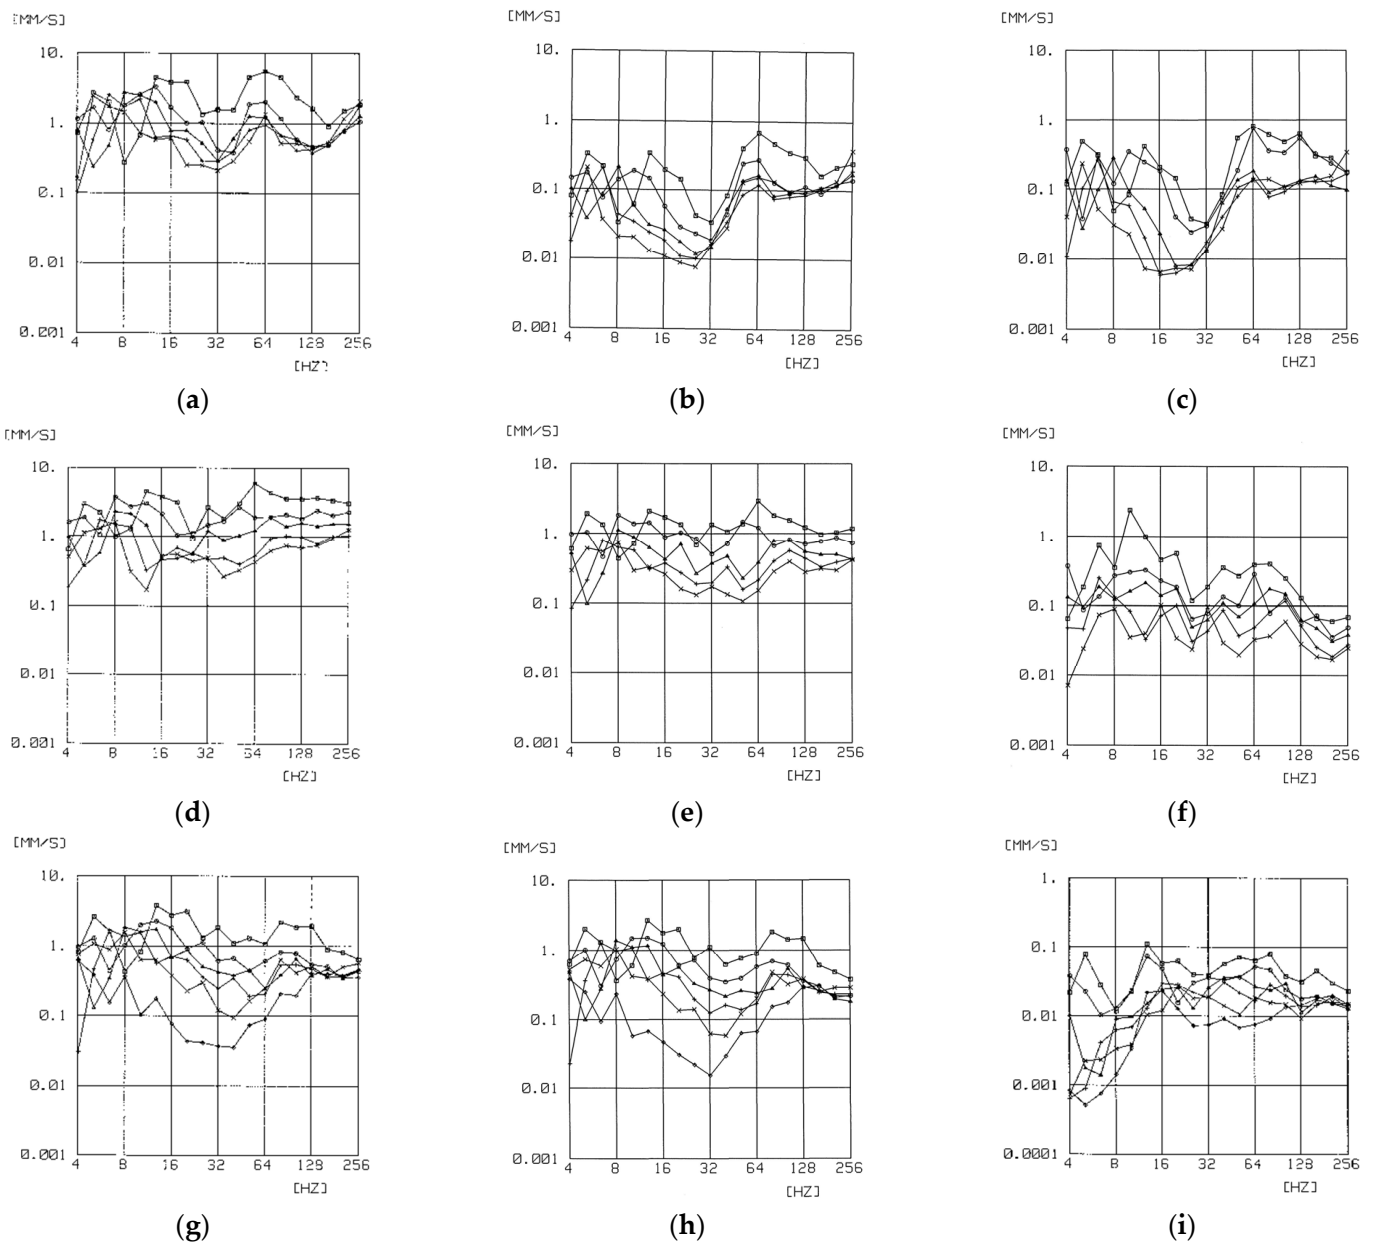 [MM/S] [MM/S] [MM/S]
10. 10. 10.
1. 1. 1.
0.1 0.1 0.1
0.01 0.01 0.01
0.001 0.001 0.001
4 8 16 32 64 128 256 4 8 16 32 64 128 256 4 8 16 32 64 128 256
[HZ] [HZ] [HZ]
(a) (b) (c)
[MM/S] [MM/S] [MM/S]
10. 10. 10.
1. 1. 1.
0.1 0.1 0.1
0.01 0.01 0.01
0.001 0.001 0.001
4 8 16 32 64 128 256 4 8 16 32 64 128 256 4 8 16 32 64 128 256
[HZ] [HZ] [HZ]
(d) (e) (f)
[MM/S] [MM/S] [MM/S]
10. 10. 1.
1. 1. 0.1
0.1 0.1 0.01
0.01 0.01 0.001
0.001 0.001 0.0001
4 8 16 32 64 128 256 4 8 16 32 64 128 256 4 8 16 32 64 128 256
[HZ] [HZ] [HZ]
(g) (h) (i)